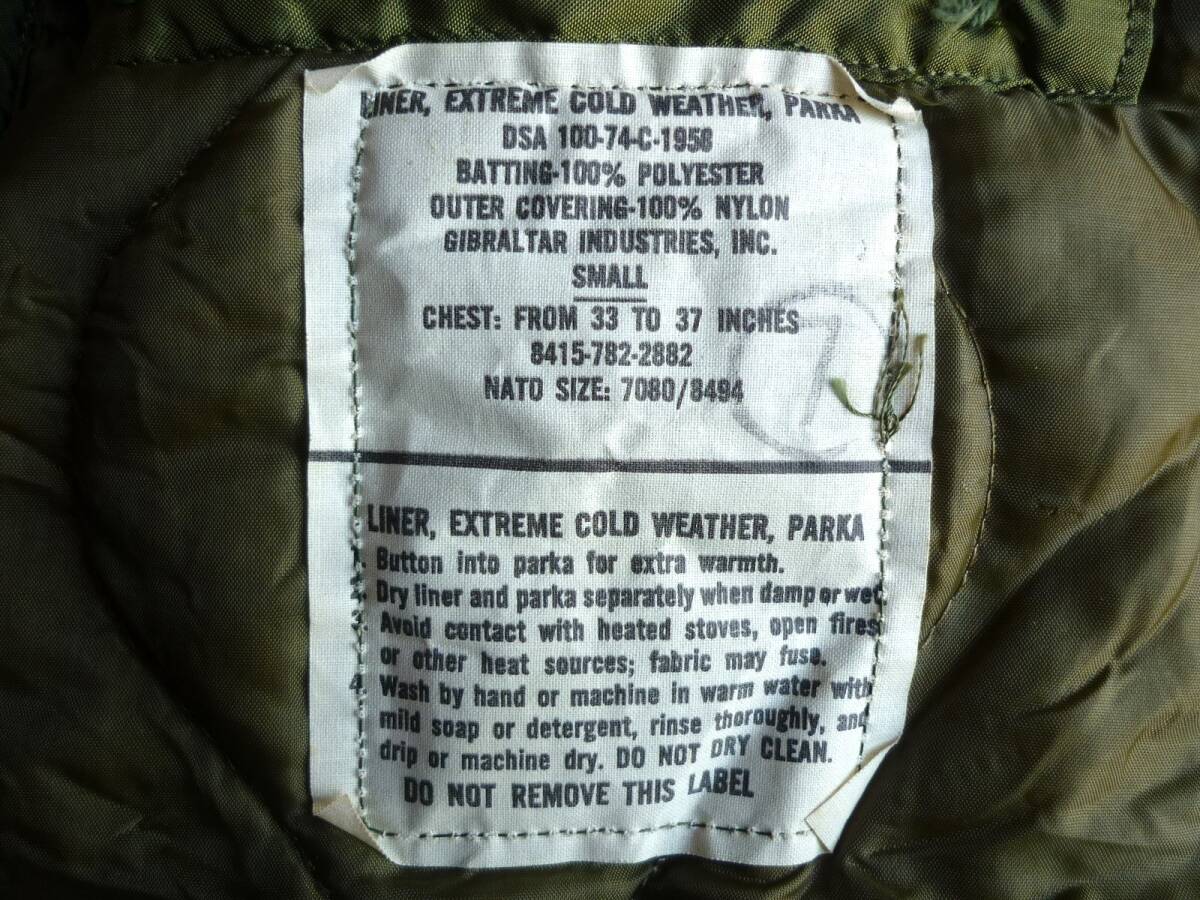 LINER, EXTREME COLD WEATHER, PARKA
DSA 100-74-C-1958
BATTING-100% POLYESTER
OUTER COVERING-100% NYLON
GIBRALTAR INDUSTRIES, INC.
SMALL
CHEST: FROM 33 TO 37 INCHES
8415-782-2882
NATO SIZE: 7080/8494
7
LINER, EXTREME COLD WEATHER, PARKA
Button into parka for extra warmth.
Dry liner and parka separately when damp or wet
Avoid contact with heated stoves, open fires
or other heat sources; fabric may fuse.
4. Wash by hand or machine in warm water with
mild soap or detergent, rinse thoroughly, and
drip or machine dry. DO NOT DRY CLEAN.
DO NOT REMOVE THIS LABEL